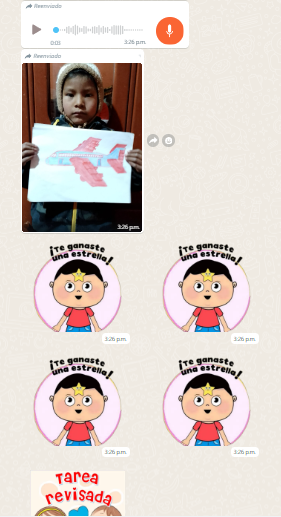 Reenviado
0:03
3:26 p.m.
Reenviado
3:26 p.m.
¡Te ganaste
una estrella!
¡Te ganaste
una estrella!
3:26 p.m.
3:26 p.m.
¡Te ganaste
una estrella!
¡Te ganaste
una estrella!
3:26 p.m.
3:26 p.m.
Tarea
revisada